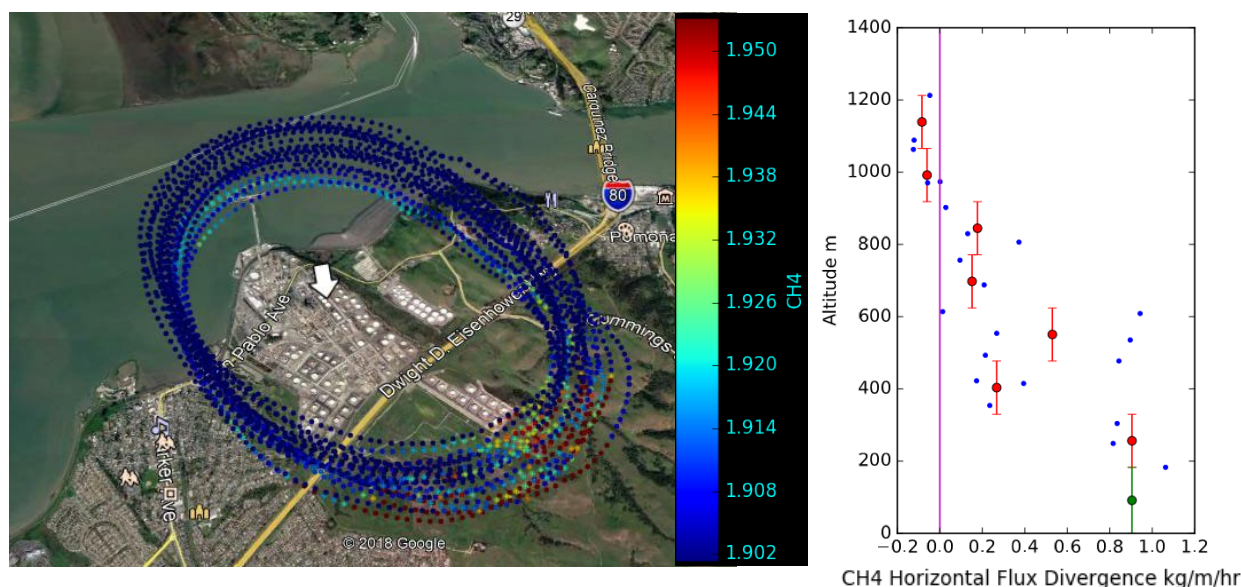 29
Carquinez Bridge
80
Pomona
Cummings
Dwight D. Eisenhower
n-Pablo Ave
arker Ave
© 2018 Google
1.950
1.944
1.938
1.932
1.926
1.920
1.914
1.908
1.902
CH4
1400
1200
1000
800
600
400
200
0
Altitude m
−0.2 0.0 0.2 0.4 0.6 0.8 1.0 1.2
CH4 Horizontal Flux Divergence kg/m/hr